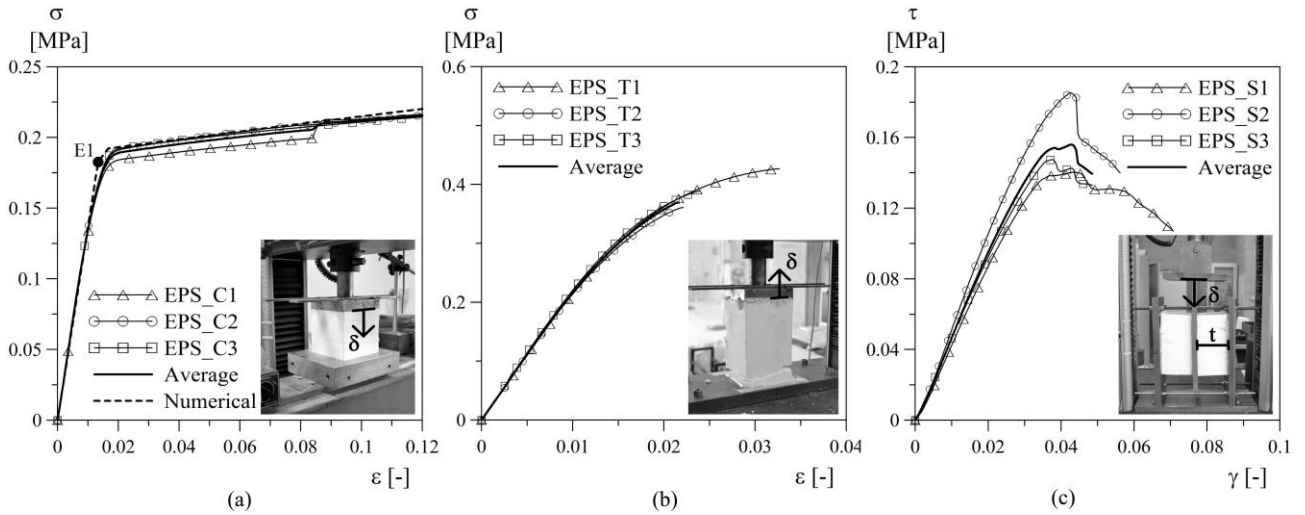 σ
[MPa]
0.25
0.2
0.15
0.1
0.05
0
E1
EPS_C1
EPS_C2
EPS_C3
Average
Numerical
δ
0 0.02 0.04 0.06 0.08 0.1 0.12
ε [-]
(a)
σ
[MPa]
0.6
0.4
0.2
0
EPS_T1
EPS_T2
EPS_T3
Average
δ
0 0.01 0.02 0.03 0.04
ε [-]
(b)
τ
[MPa]
0.2
0.16
0.12
0.08
0.04
0
EPS_S1
EPS_S2
EPS_S3
Average
δ
t
0 0.02 0.04 0.06 0.08 0.1
γ [-]
(c)